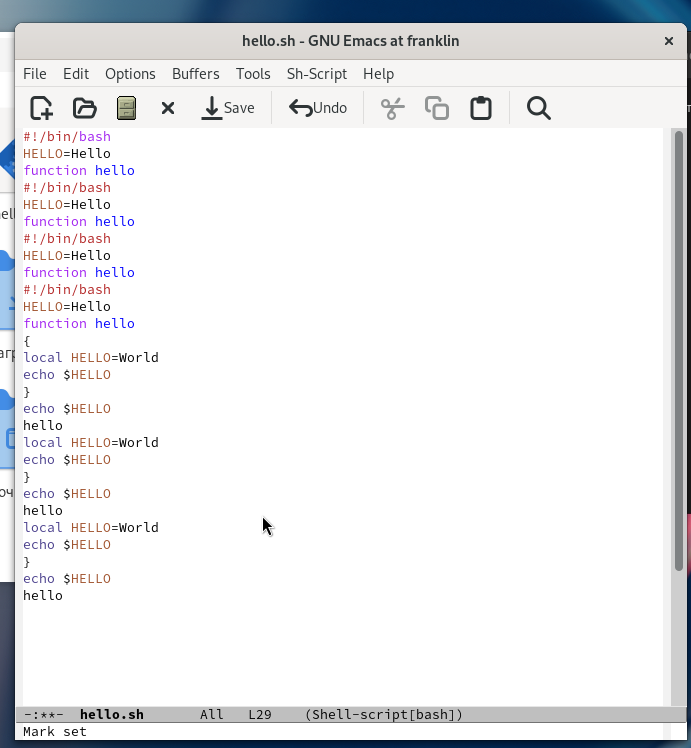 hello.sh - GNU Emacs at franklin
File Edit Options Buffers Tools Sh-Script Help
Save Undo
#!/bin/bash
HELLO=Hello
function hello
#!/bin/bash
HELLO=Hello
function hello
#!/bin/bash
HELLO=Hello
function hello
#!/bin/bash
HELLO=Hello
function hello
{
local HELLO=World
echo $HELLO
}
echo $HELLO
hello
local HELLO=World
echo $HELLO
}
echo $HELLO
hello
local HELLO=World
echo $HELLO
}
echo $HELLO
hello
-:**- hello.sh All L29 (Shell-script[bash])
Mark set